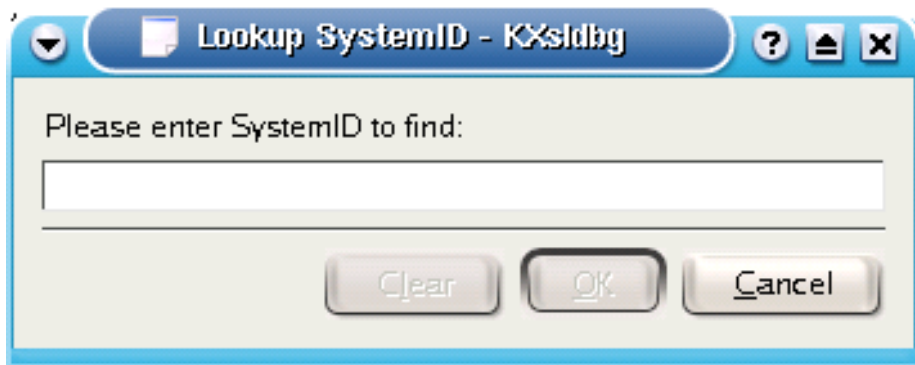 Lookup SystemID - KXsldbg
Please enter SystemID to find:
Clear OK Cancel